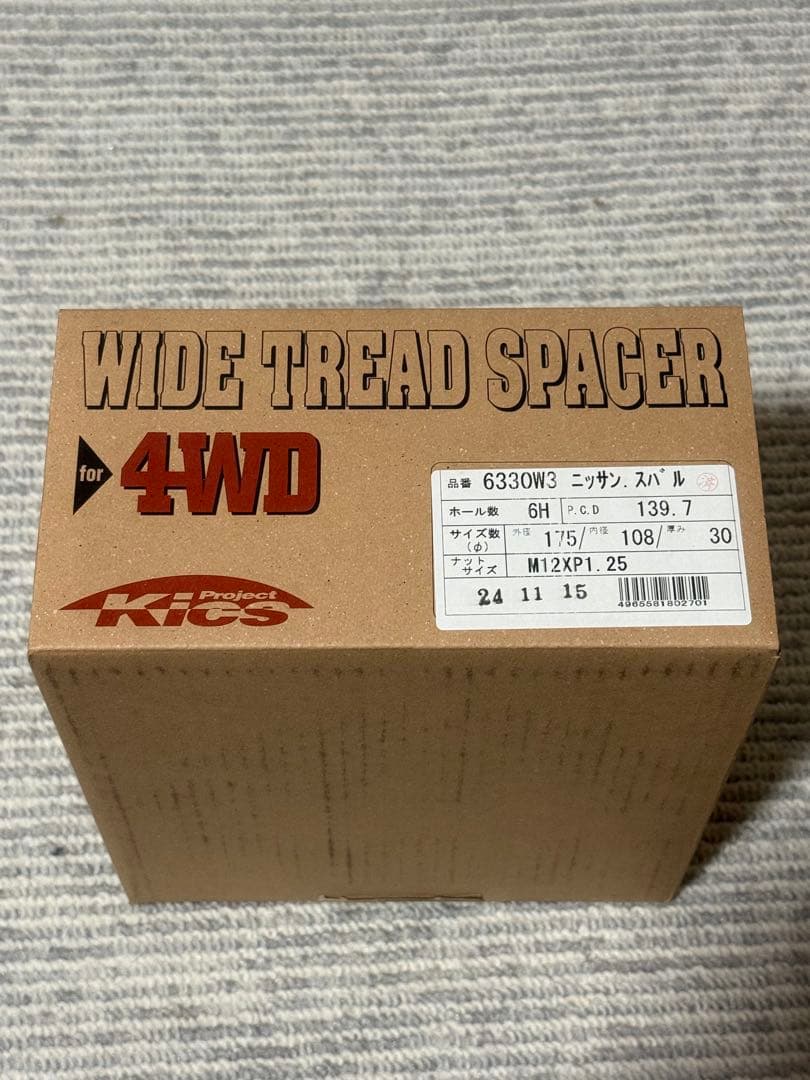 WIDE TREAD SPACER
for 4WD
Project
Kics
品番 6330W3 ニッサン.スバル 済
ホール数 6H P.C.D 139.7
サイズ数(φ) 外径 175/ 内径 108/ 厚み 30
ナットサイズ M12XP1.25
24 11 15
4965581802701